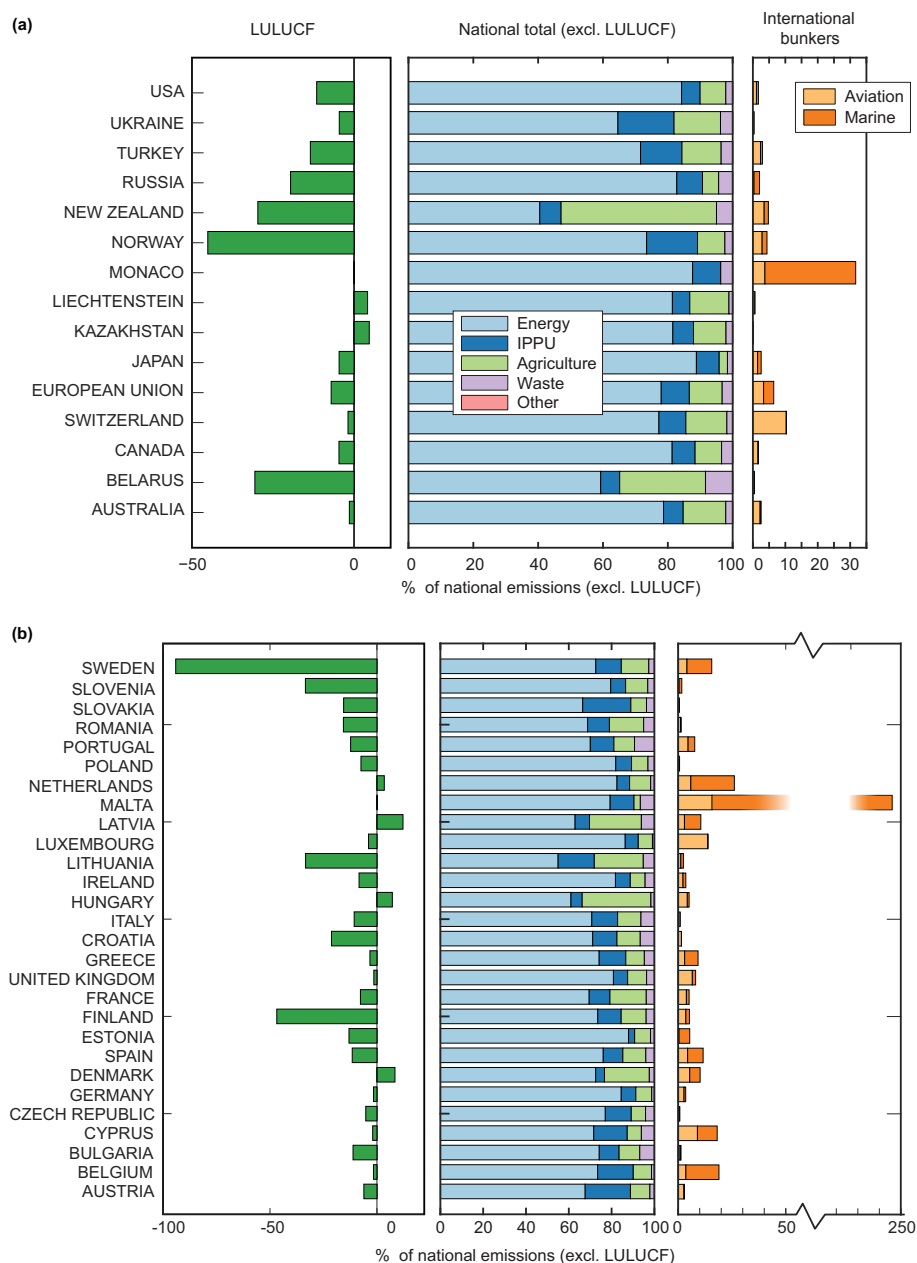 (a)
LULUCF
National total (excl. LULUCF)
International
bunkers
Aviation
Marine
USA
UKRAINE
TURKEY
RUSSIA
NEW ZEALAND
NORWAY
MONACO
LIECHTENSTEIN
KAZAKHSTAN
JAPAN
EUROPEAN UNION
SWITZERLAND
CANADA
BELARUS
AUSTRALIA
Energy
IPPU
Agriculture
Waste
Other
−50 0
0 20 40 60 80 100
0 10 20 30
% of national emissions (excl. LULUCF)
(b)
SWEDEN
SLOVENIA
SLOVAKIA
ROMANIA
PORTUGAL
POLAND
NETHERLANDS
MALTA
LATVIA
LUXEMBOURG
LITHUANIA
IRELAND
HUNGARY
ITALY
CROATIA
GREECE
UNITED KINGDOM
FRANCE
FINLAND
ESTONIA
SPAIN
DENMARK
GERMANY
CZECH REPUBLIC
CYPRUS
BULGARIA
BELGIUM
AUSTRIA
-100 -50 0
0 20 40 60 80 100
0 50 250
% of national emissions (excl. LULUCF)